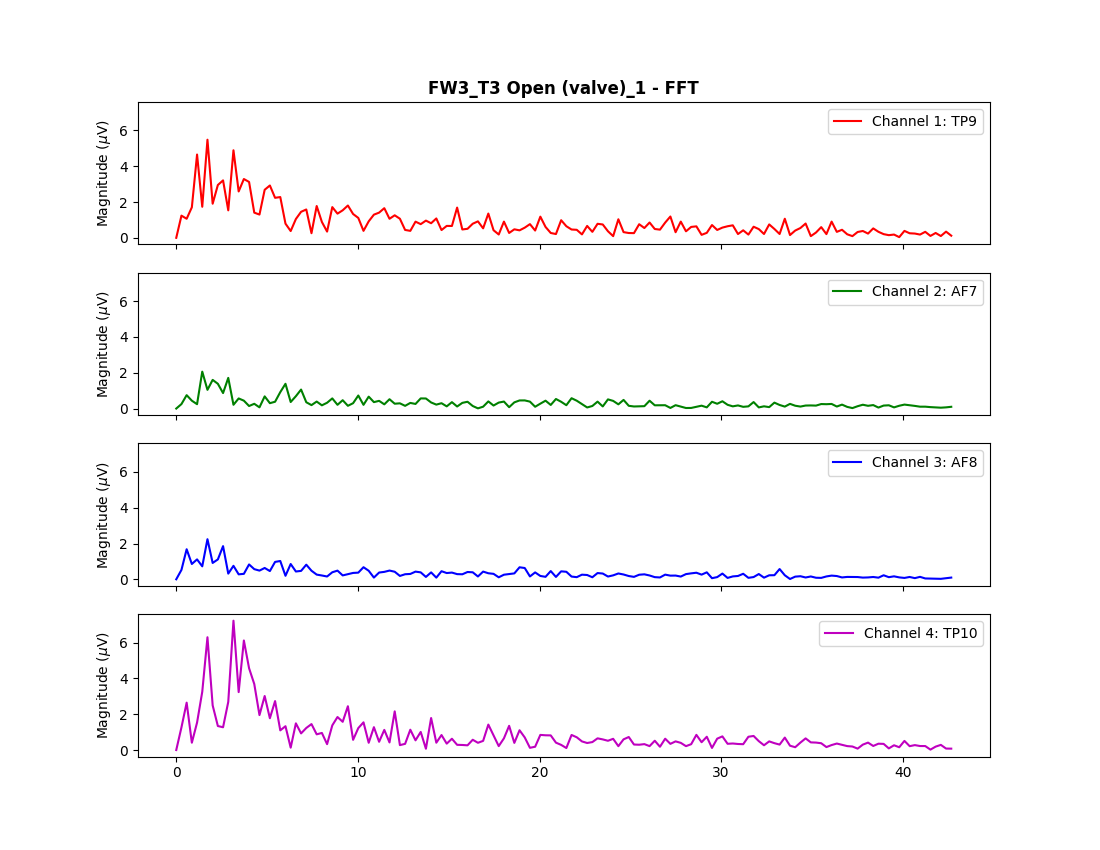 FW3_T3 Open (valve)_1 - FFT
Magnitude (μV)
6
4
2
0
Channel 1: TP9
Magnitude (μV)
6
4
2
0
Channel 2: AF7
Magnitude (μV)
6
4
2
0
Channel 3: AF8
Magnitude (μV)
6
4
2
0
Channel 4: TP10
0 10 20 30 40